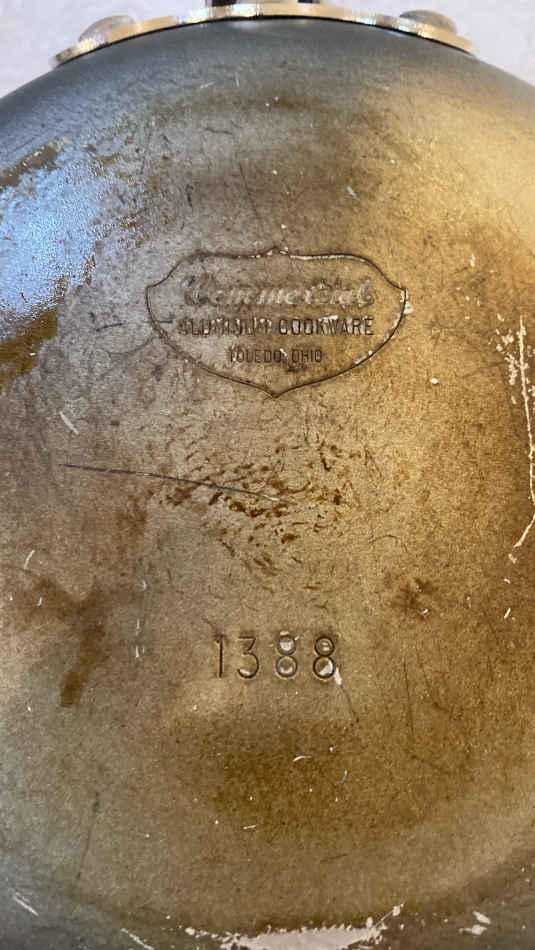 Commercial
ALUMINUM COOKWARE
TOLEDO, OHIO
1388